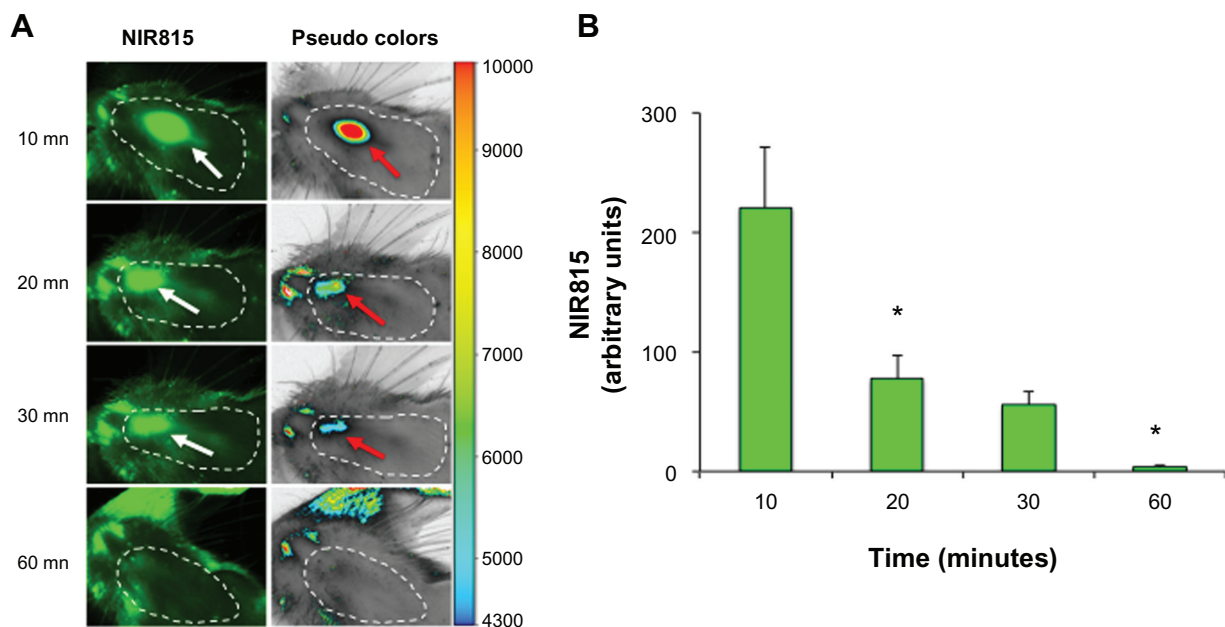 A
NIR815
Pseudo colors
10 mn
20 mn
30 mn
60 mn
10000
9000
8000
7000
6000
5000
4300
B
NIR815
(arbitrary units)
300
200
100
0
*
*
10
20
30
60
Time (minutes)